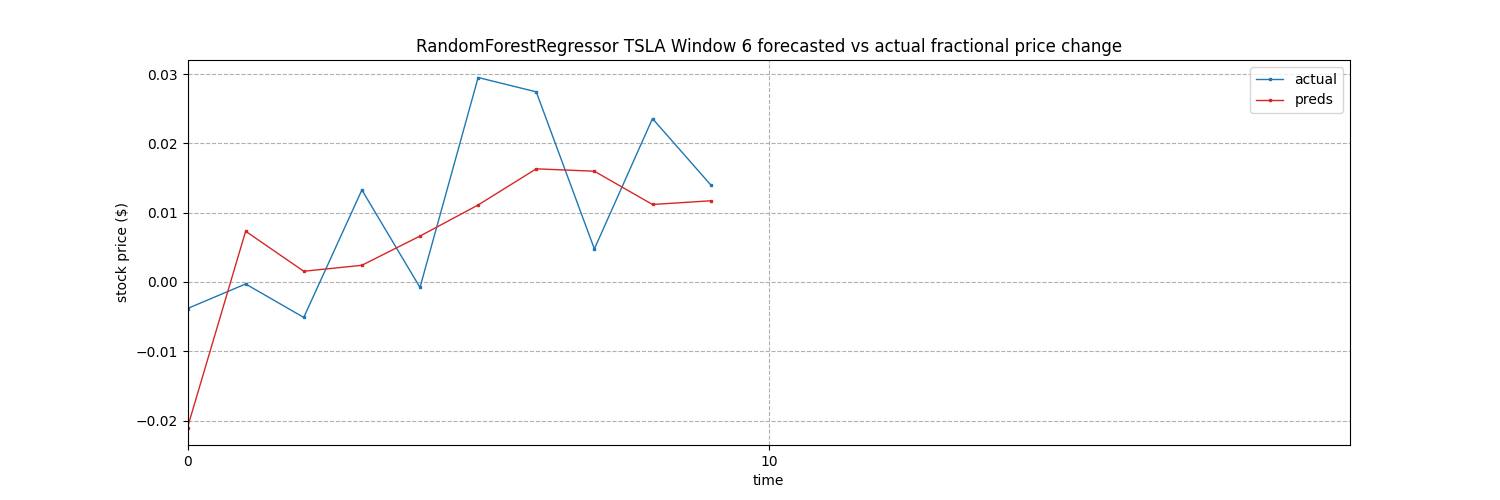 RandomForestRegressor TSLA Window 6 forecasted vs actual fractional price change
actual
preds
0.03
0.02
0.01
0.00
−0.01
−0.02
stock price ($)
0
10
time